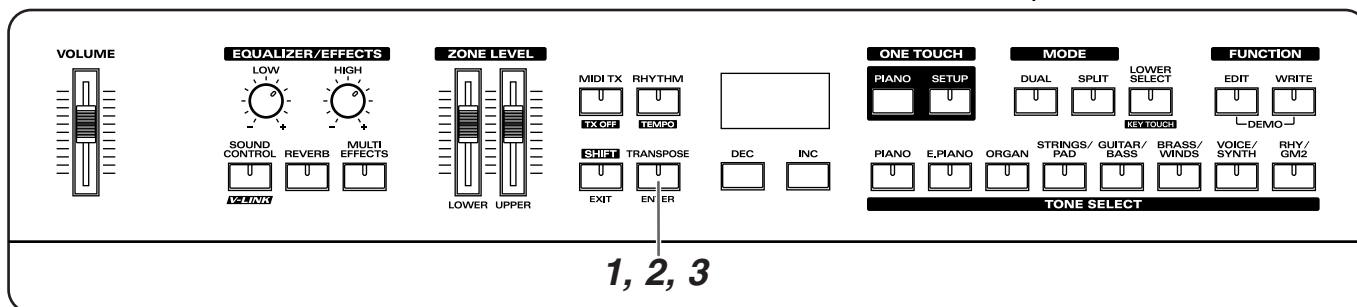 VOLUME
EQUALIZER/EFFECTS
LOW
HIGH
- +
- +
SOUND
CONTROL
REVERB
MULTI
EFFECTS
V-LINK
ZONE LEVEL
LOWER UPPER
MIDI TX RHYTHM
TX OFF
TEMPO
SHIFT
TRANSPOSE
EXIT
ENTER
DEC
INC
ONE TOUCH
PIANO
SETUP
MODE
DUAL
SPLIT
LOWER
SELECT
KEY TOUCH
FUNCTION
EDIT
WRITE
DEMO
PIANO
E.PIANO
ORGAN
STRINGS/
PAD
GUITAR/
BASS
BRASS/
WINDS
VOICE/
SYNTH
RHY/
GM2
TONE SELECT
1, 2, 3